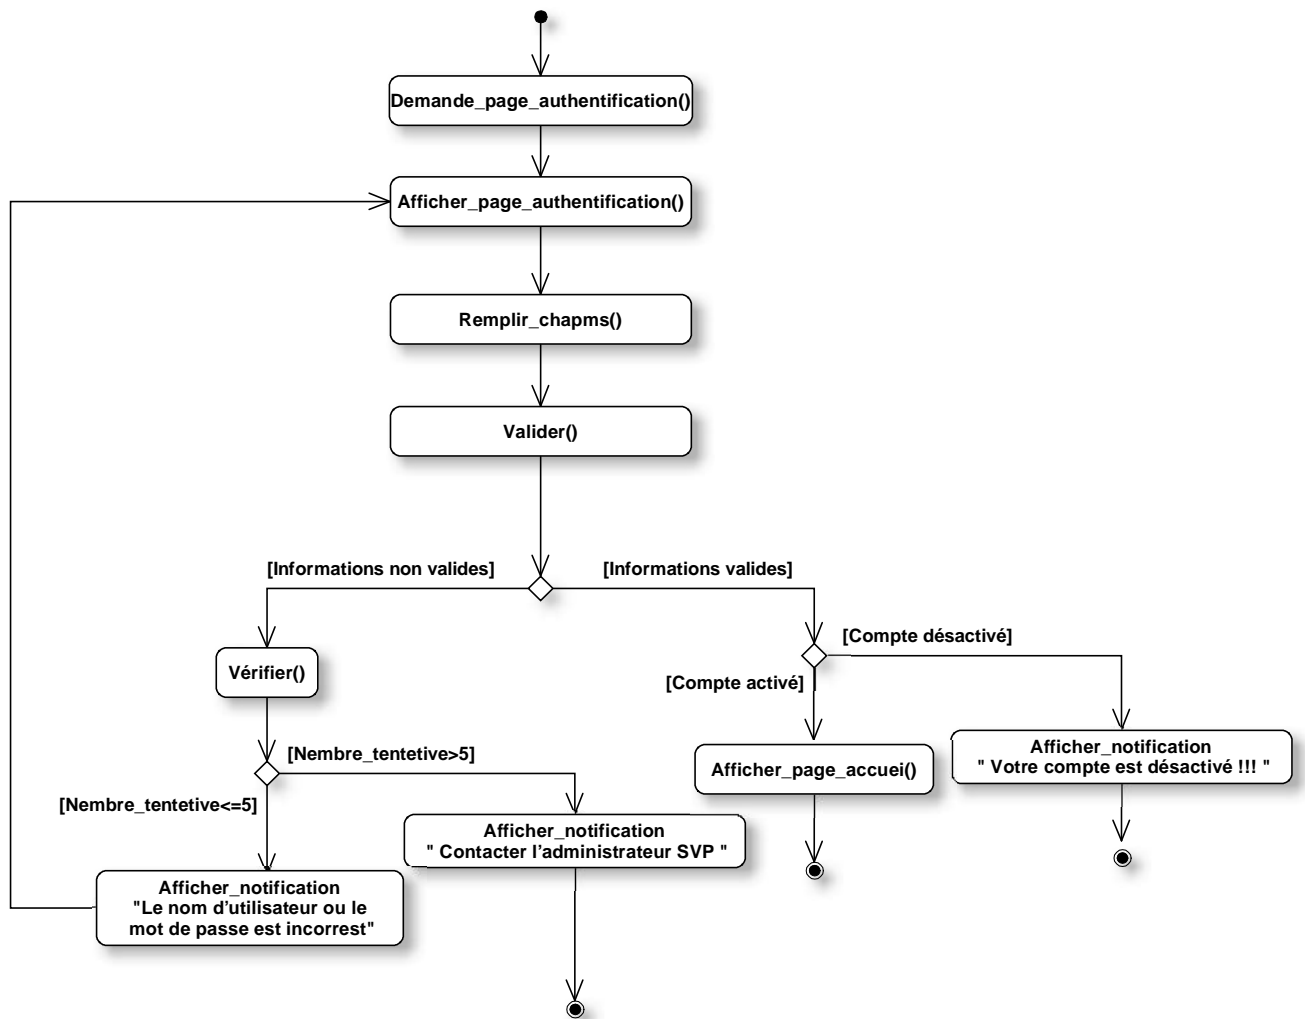 Demande_page_authentification()
Afficher_page_authentification()
Remplir_chapms()
Valider()
[Informations non valides]
[Informations valides]
[Compte désactivé]
Vérifier()
[Compte activé]
[Nembre_tentetive>5]
Afficher_notification
" Votre compte est désactivé !!! "
Afficher_page_accuei()
[Nembre_tentetive<=5]
Afficher_notification
" Contacter l'administrateur SVP "
Afficher_notification
"Le nom d'utilisateur ou le
mot de passe est incorrest"